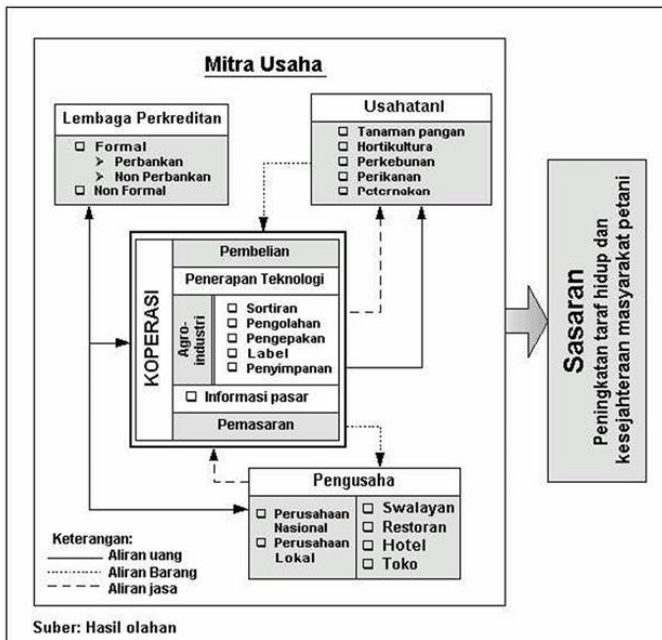 Mitra Usaha
Lembaga Perkreditan
Formal
Perbankan
Non Perbankan
Non Formal
UsahatanI
Tanaman pangan
Hortikultura
Perkebunan
Perikanan
Peternakan
KOPERASI
Pembelian
Penerapan Teknologi
Agro-
industri
Sortiran
Pengolahan
Pengepakan
Label
Penyimpanan
Informasi pasar
Pemasaran
Pengusaha
Perusahaan
Nasional
Perusahaan
Lokal
Swalayan
Restoran
Hotel
Toko
Keterangan:
Aliran uang
Aliran Barang
Aliran jasa
Sasaran
Peningkatan taraf hidup dan
kesejahteraan masyarakat petani
Suber: Hasil olahan